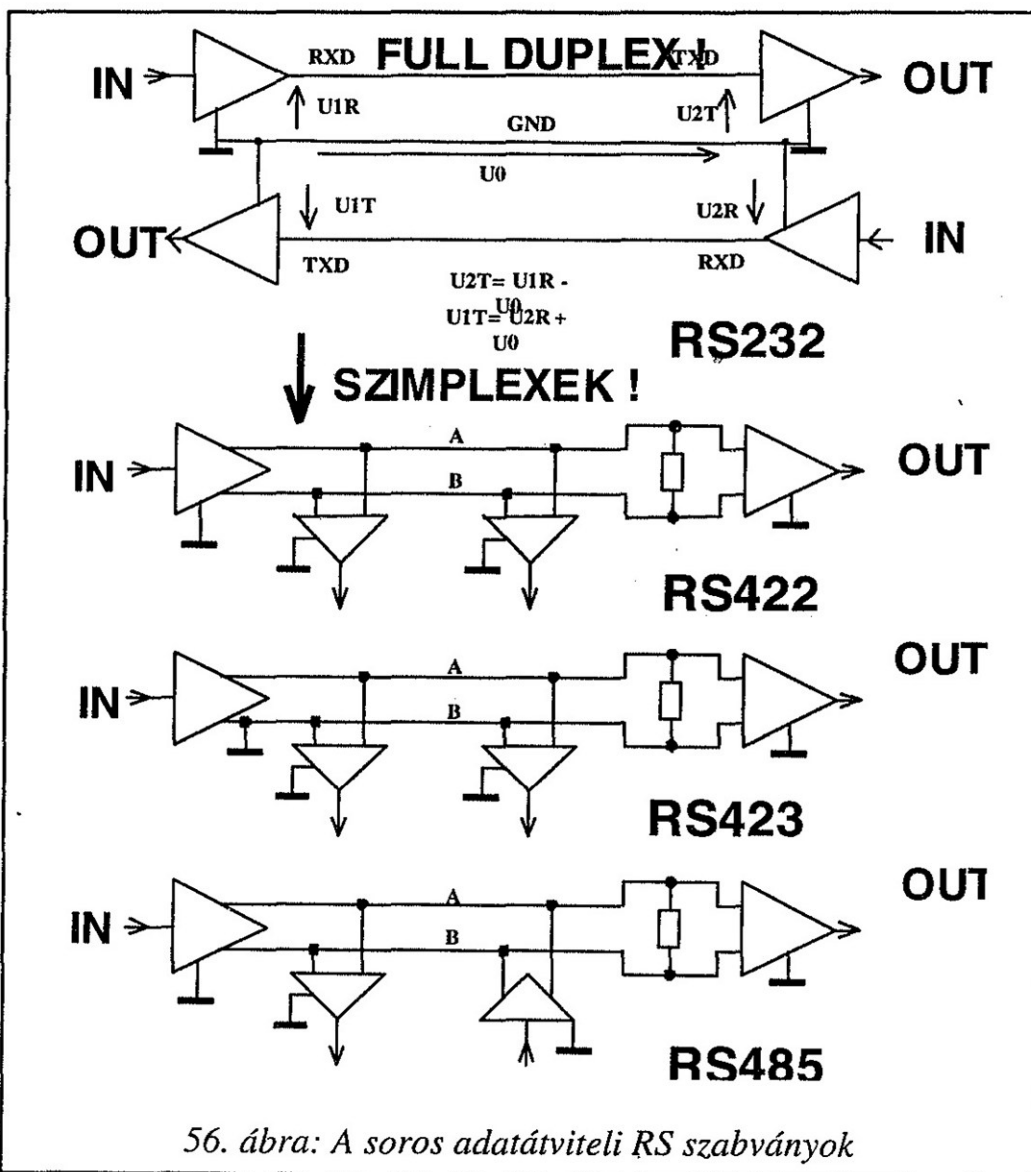 IN RXD FULL DUPLEX ! TXD OUT
U1R U2T
GND
U0
U1T U2R
OUT IN
TXD RXD
U2T= U1R -
U0
U1T= U2R +
U0
RS232
SZIMPLEXEK !
A
IN OUT
B
RS422
OUT
A
IN
B
RS423
OUT
A
IN
B
RS485
56. ábra: A soros adatátviteli RS szabványok